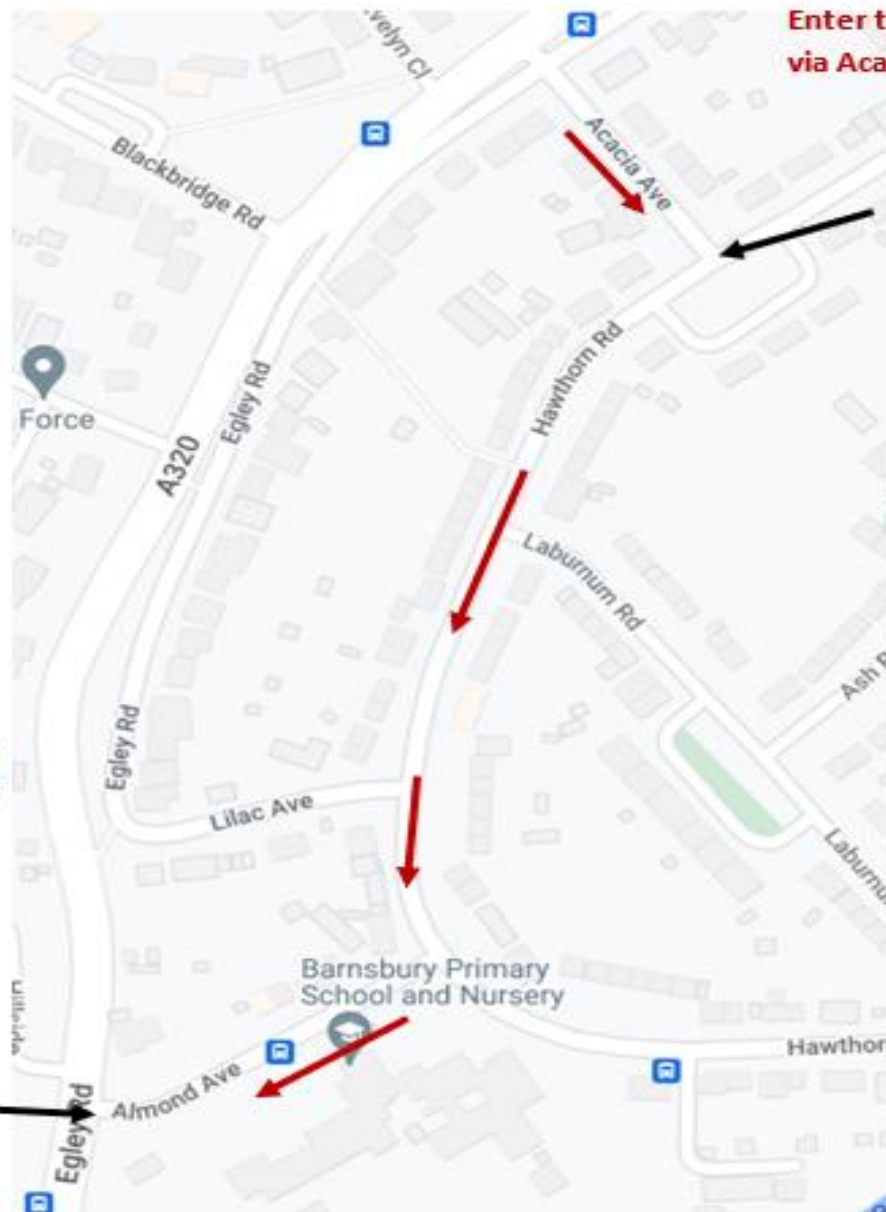 Enter t
via Aca
velyn Cl
Acacia Ave
Blackbridge Rd
Hawthorn Rd
Force
Egley Rd
A320
Laburnum Rd
Ash
Egley Rd
Lilac Ave
Laburnu
Barnsbury Primary
School and Nursery
Hawthor
Almond Ave
Egley Rd